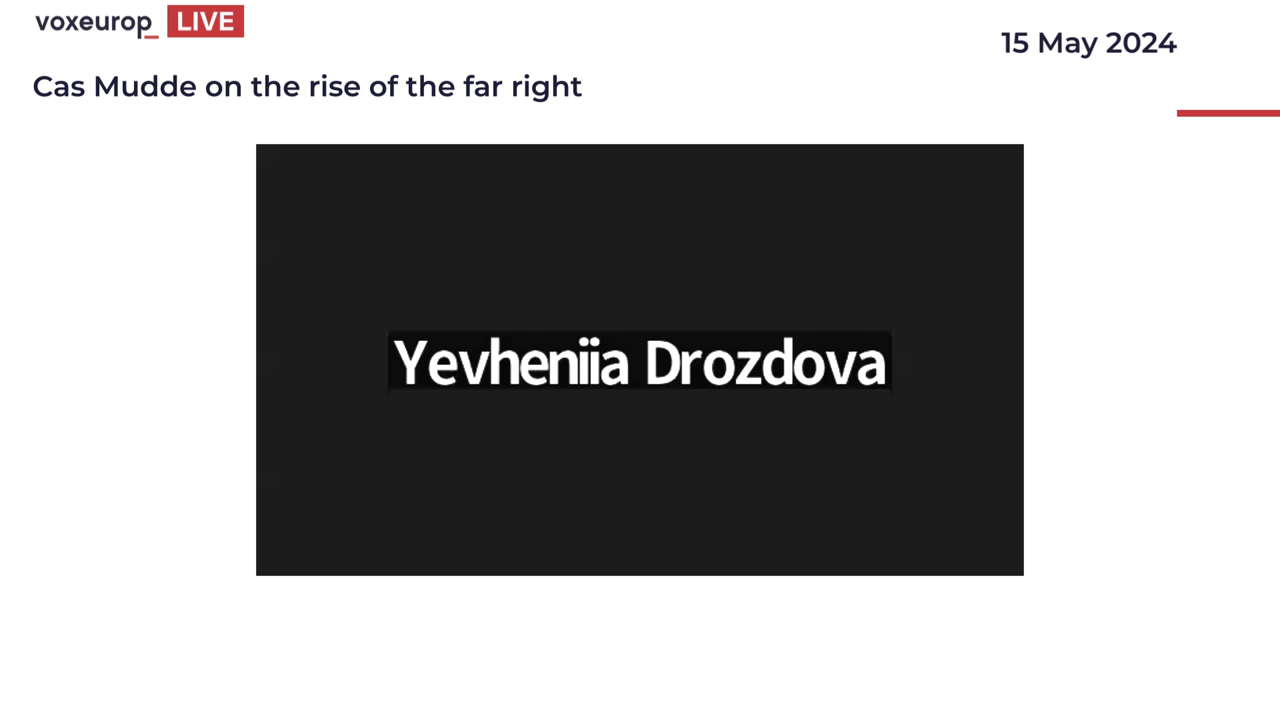 voxeurop_ LIVE
15 May 2024
Cas Mudde on the rise of the far right
Yevheniia Drozdova